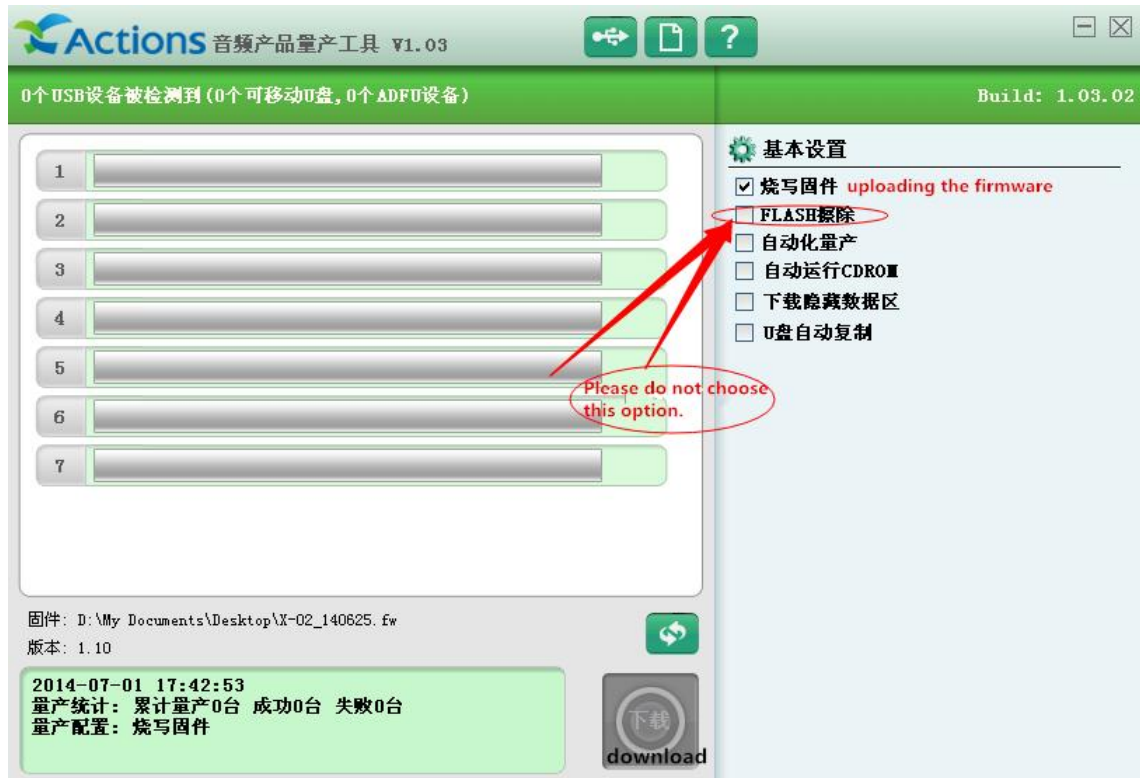 Actions 音频产品量产工具 V1.03
0个USB设备被检测到(0个可移动U盘,0个ADFU设备)
Build: 1.03.02
1
2
3
4
5
6
7
基本设置
烧写固件 uploading the firmware
FLASH擦除
自动化量产
自动运行CDROM
下载隐藏数据区
U盘自动复制
Please do not choose
this option.
固件: D:\My Documents\Desktop\X-02_140625.fw
版本: 1.10
2014-07-01 17:42:53
量产统计: 累计量产0台 成功0台 失败0台
量产配置: 烧写固件
下载
download